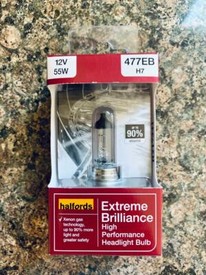 12V
55W
477EB
H7
up to
90%
halfords
Xenon gas
technology,
up to 90% more
light and
greater safety
Extreme
Brilliance
High
Performance
Headlight Bulb